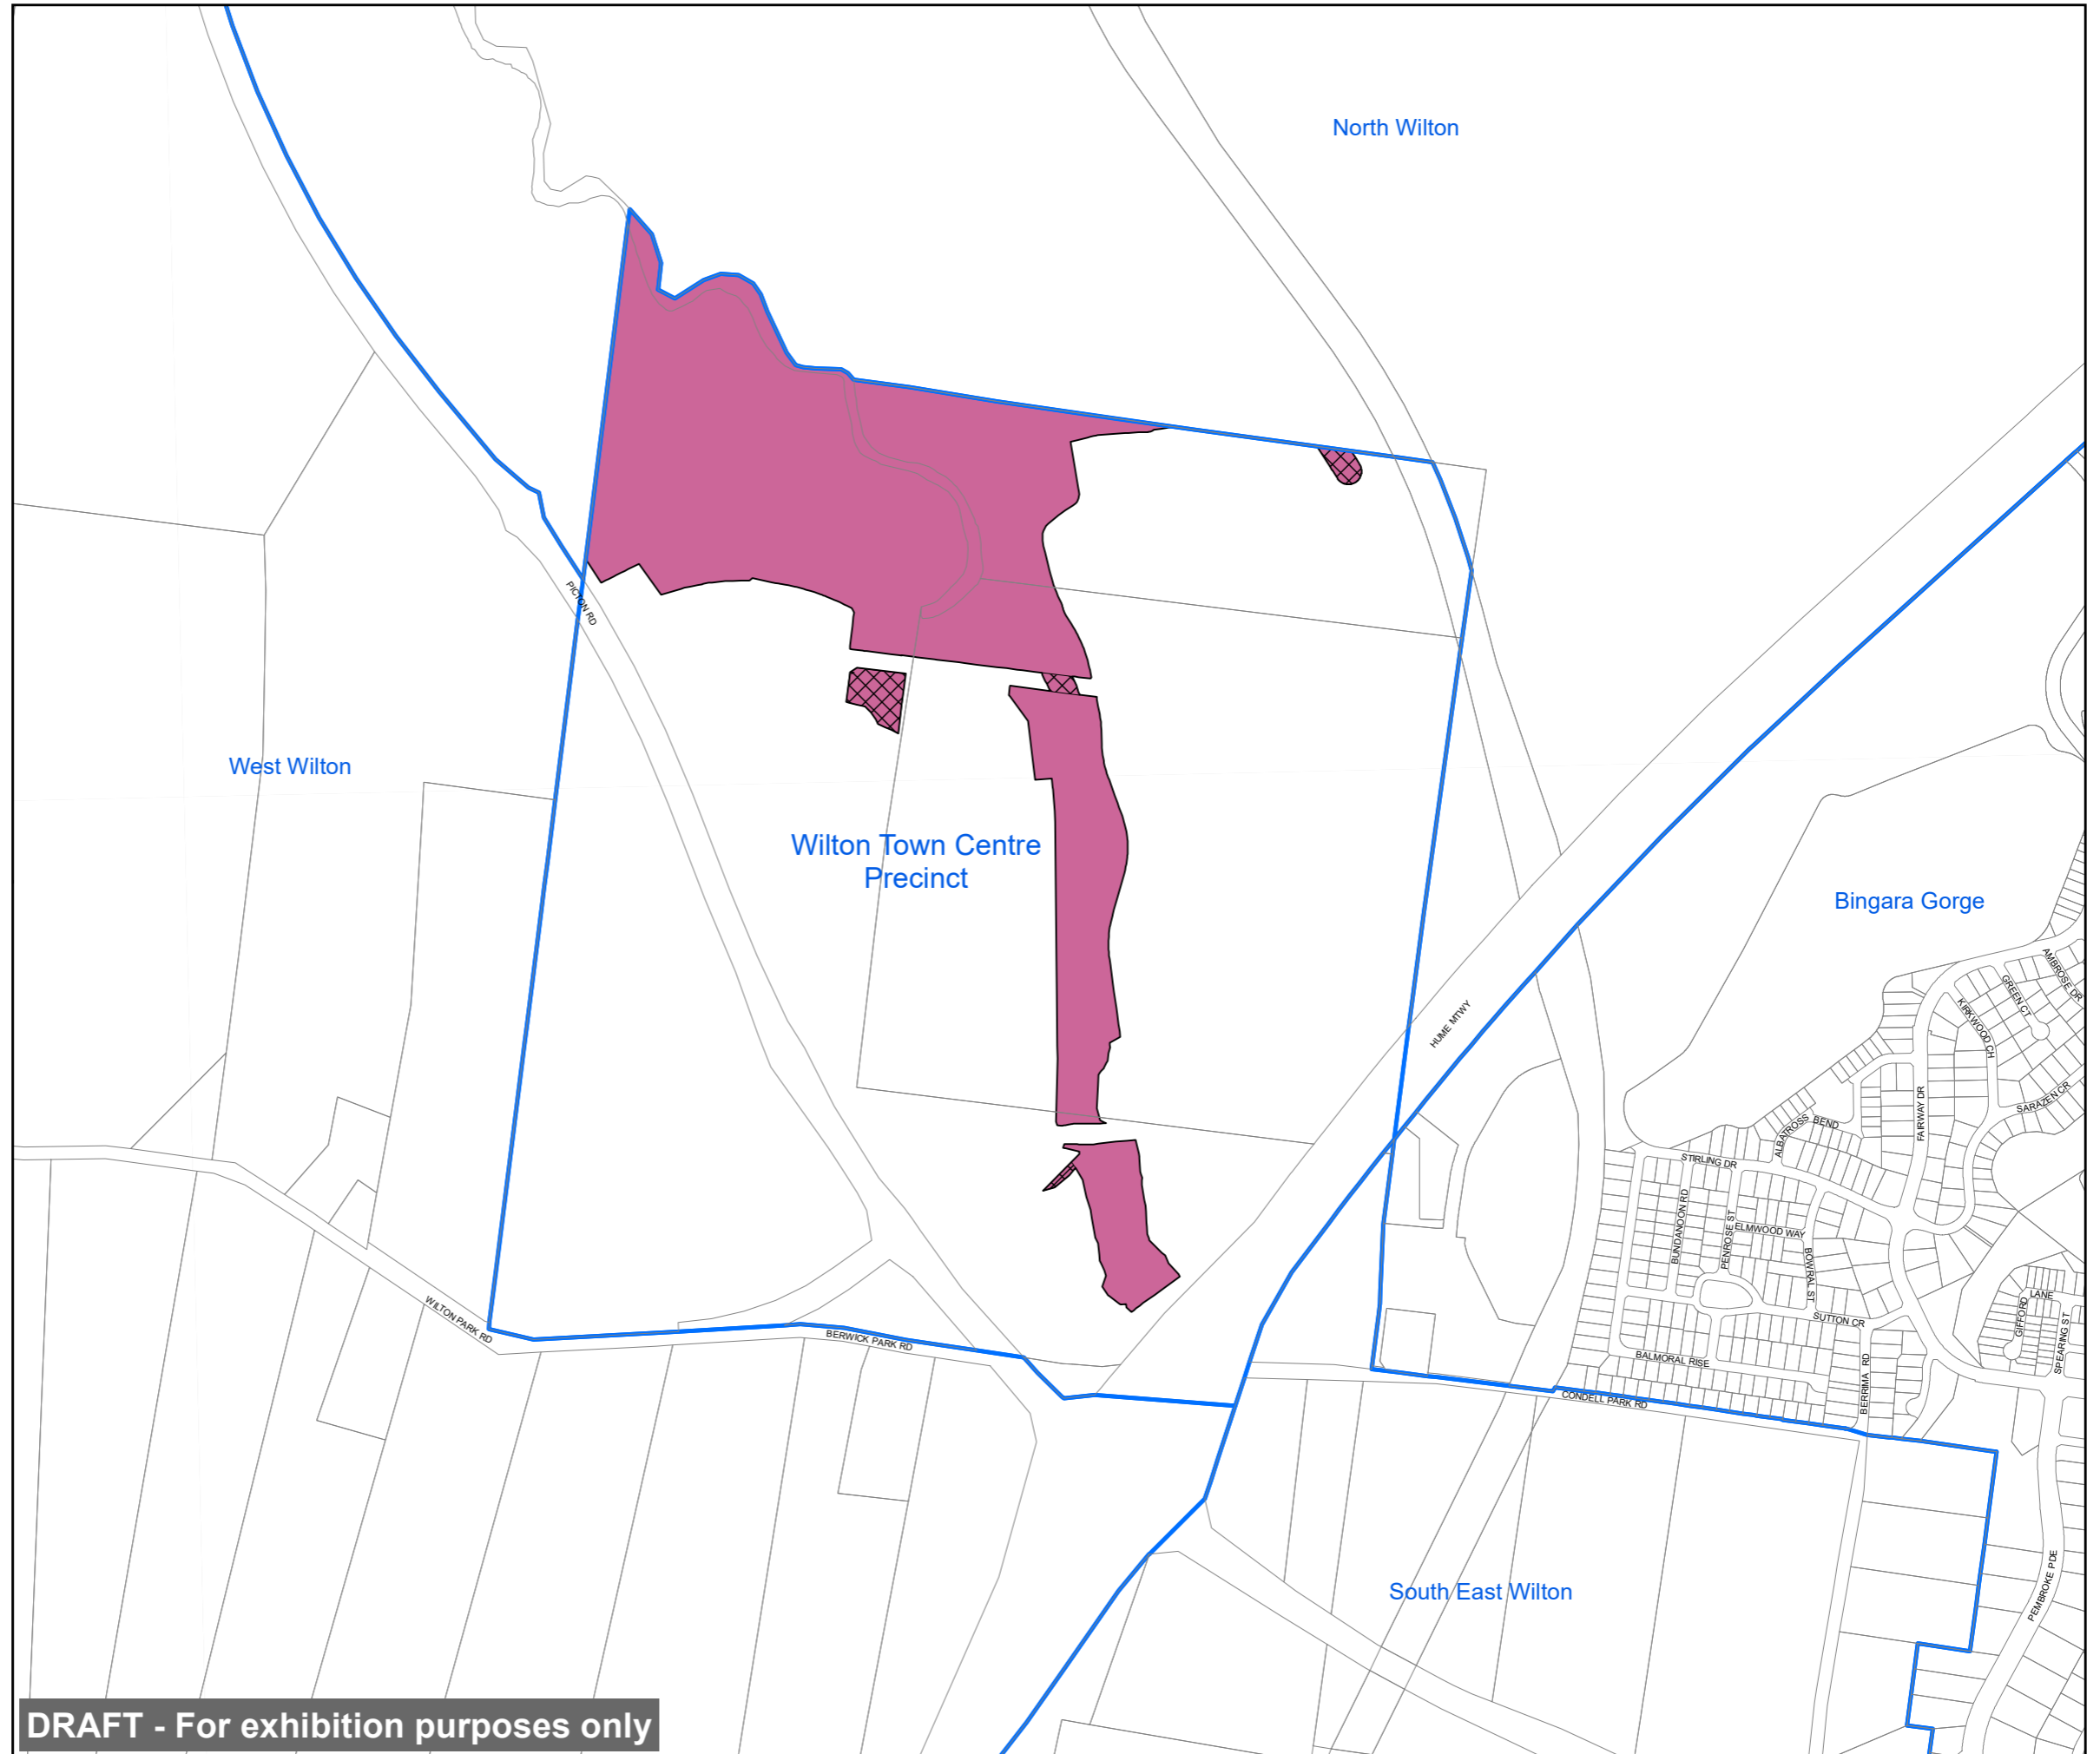 North Wilton
PICTON RD
West Wilton
Wilton Town Centre
Precinct
Bingara Gorge
HUME MTWY
AMBROSE DR
GREEN CT
KIRKWOOD CH
FAIRWAY DR
SARAZEN CR
ALBATROSS BEND
STIRLING DR
BUNDANOON RD
PENROSE ST
ELMWOOD WAY
BOWRAL ST
SUTTON CR
GIFFORD
LANE
SPEARING ST
BALMORAL RISE
BERRIMA RD
CONDELL PARK RD
WILTON PARK RD
BERWICK PARK RD
South East Wilton
PEMBROKE PDE
DRAFT - For exhibition purposes only